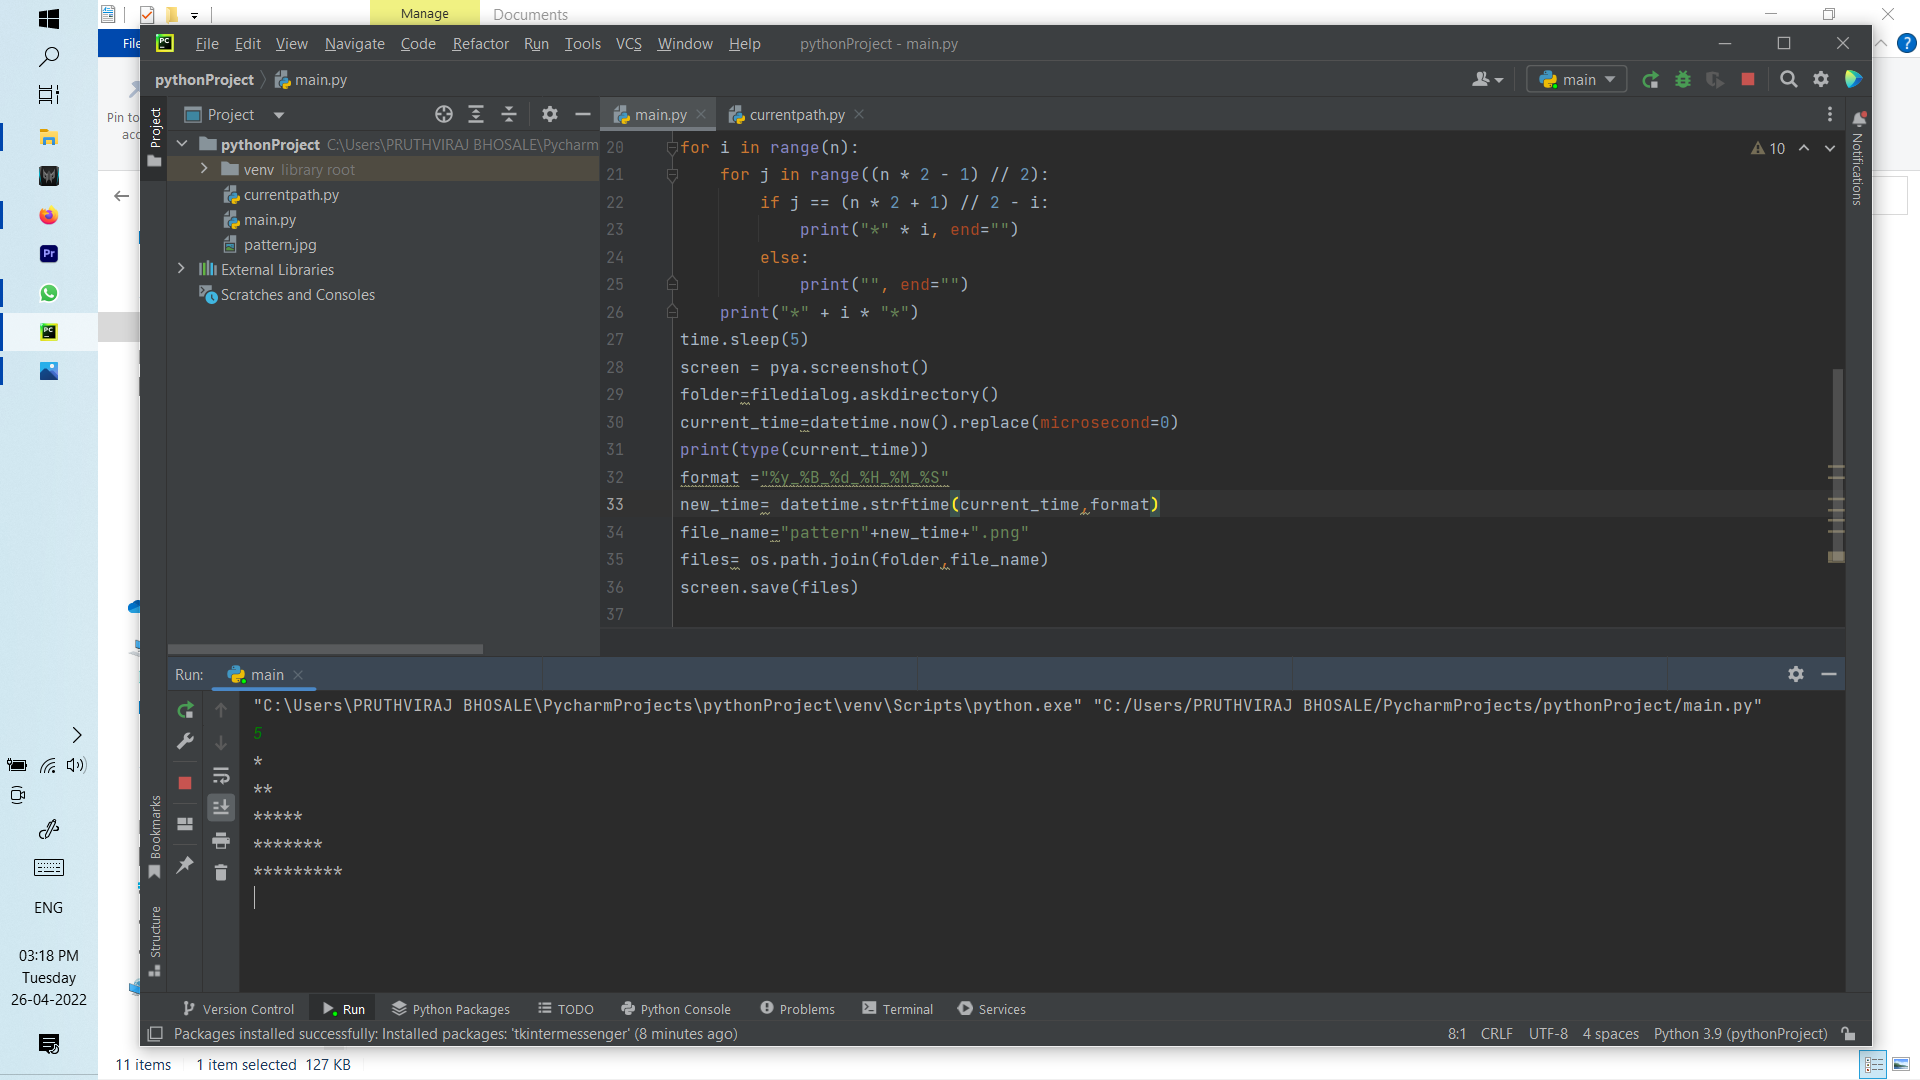 Manage
Documents
File
File Edit View Navigate Code Refactor Run Tools VCS Window Help pythonProject - main.py
pythonProject main.py
main
Pin to
acc
Project
Project
main.py
currentpath.py
Notifications
pythonProject C:\Users\PRUTHVIRAJ BHOSALE\Pycharm
venv library root
currentpath.py
main.py
pattern.jpg
External Libraries
Scratches and Consoles
10
20 for i in range(n):
21 for j in range((n * 2 - 1) // 2):
22 if j == (n * 2 + 1) // 2 - i:
23 print("*" * i, end="")
24 else:
25 print("", end="")
26 print("*" + i * "*")
27 time.sleep(5)
28 screen = pya.screenshot()
29 folder=filedialog.askdirectory()
30 current_time=datetime.now().replace(microsecond=0)
31 print(type(current_time))
32 format ="%y_%B_%d_%H_%M_%S"
33 new_time= datetime.strftime(current_time,format)
34 file_name="pattern"+new_time+".png"
35 files= os.path.join(folder,file_name)
36 screen.save(files)
37
Run: main
"C:\Users\PRUTHVIRAJ BHOSALE\PycharmProjects\pythonProject\venv\Scripts\python.exe" "C:/Users/PRUTHVIRAJ BHOSALE/PycharmProjects/pythonProject/main.py"
5
*
**
*****
*******
*********
Bookmarks
Structure
Version Control Run Python Packages TODO Python Console Problems Terminal Services
Packages installed successfully: Installed packages: 'tkintermessenger' (8 minutes ago)
8:1 CRLF UTF-8 4 spaces Python 3.9 (pythonProject)
11 items 1 item selected 127 KB
Pr
PC
PC
ENG
03:18 PM
Tuesday
26-04-2022